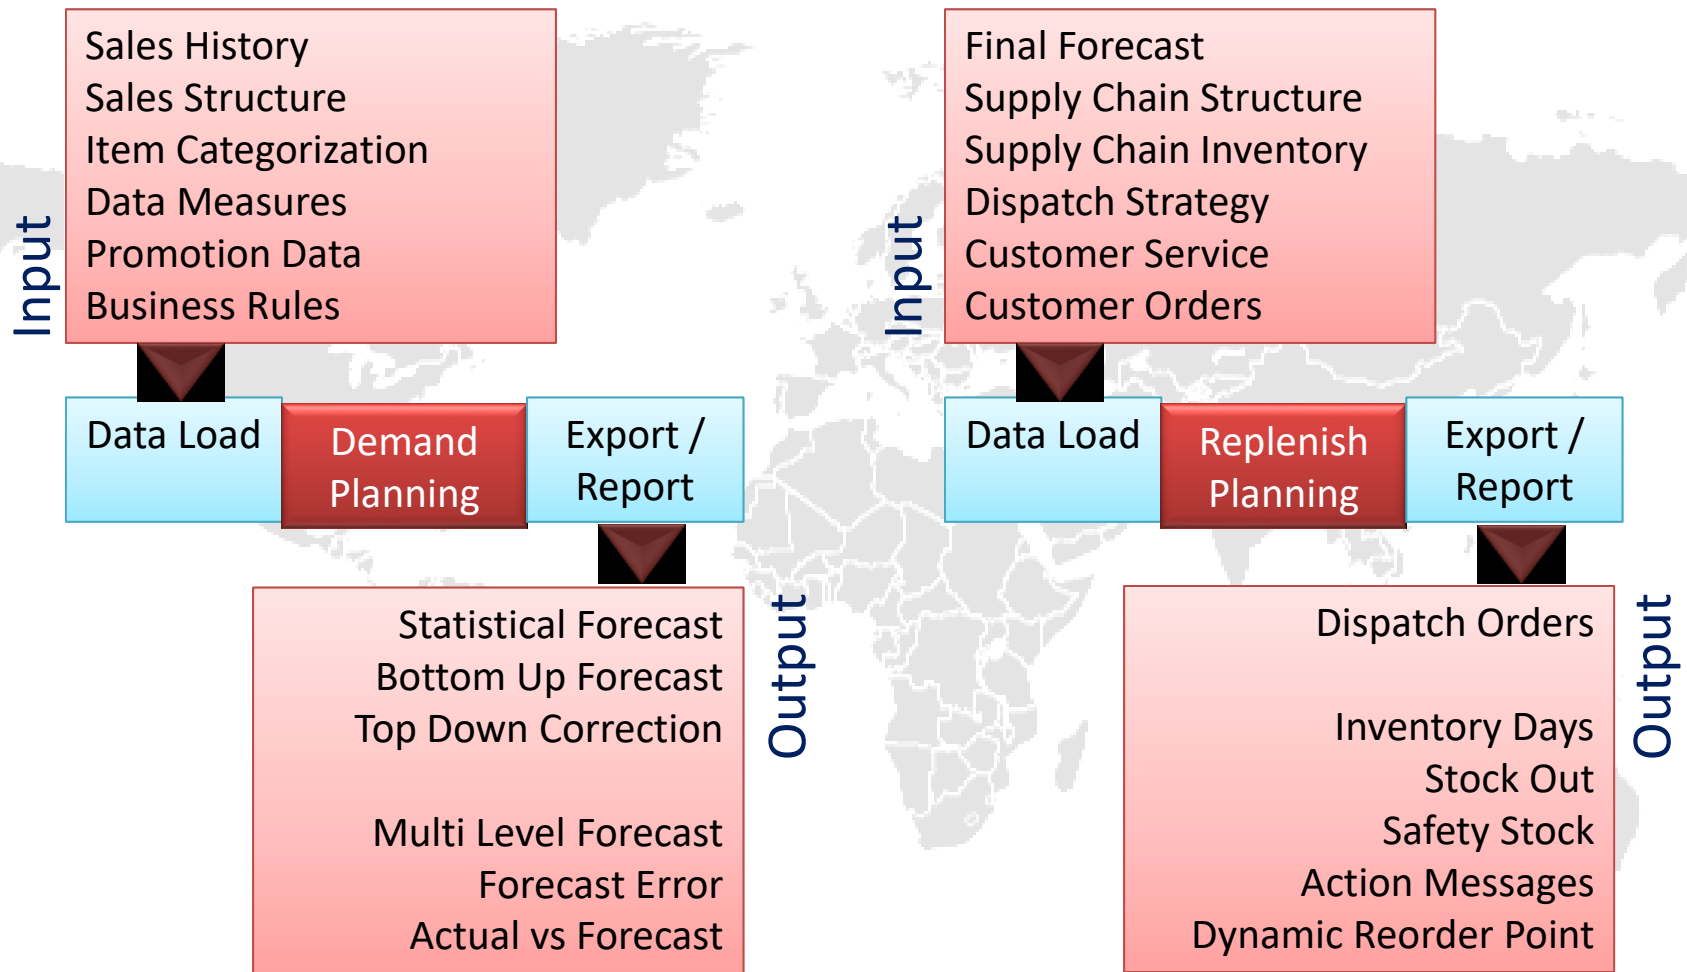 Input
Sales History
Sales Structure
Item Categorization
Data Measures
Promotion Data
Business Rules
Data Load
Demand
Planning
Export /
Report
Statistical Forecast
Bottom Up Forecast
Top Down Correction
Multi Level Forecast
Forecast Error
Actual vs Forecast
Output
Input
Final Forecast
Supply Chain Structure
Supply Chain Inventory
Dispatch Strategy
Customer Service
Customer Orders
Data Load
Replenish
Planning
Export /
Report
Dispatch Orders
Inventory Days
Stock Out
Safety Stock
Action Messages
Dynamic Reorder Point
Output